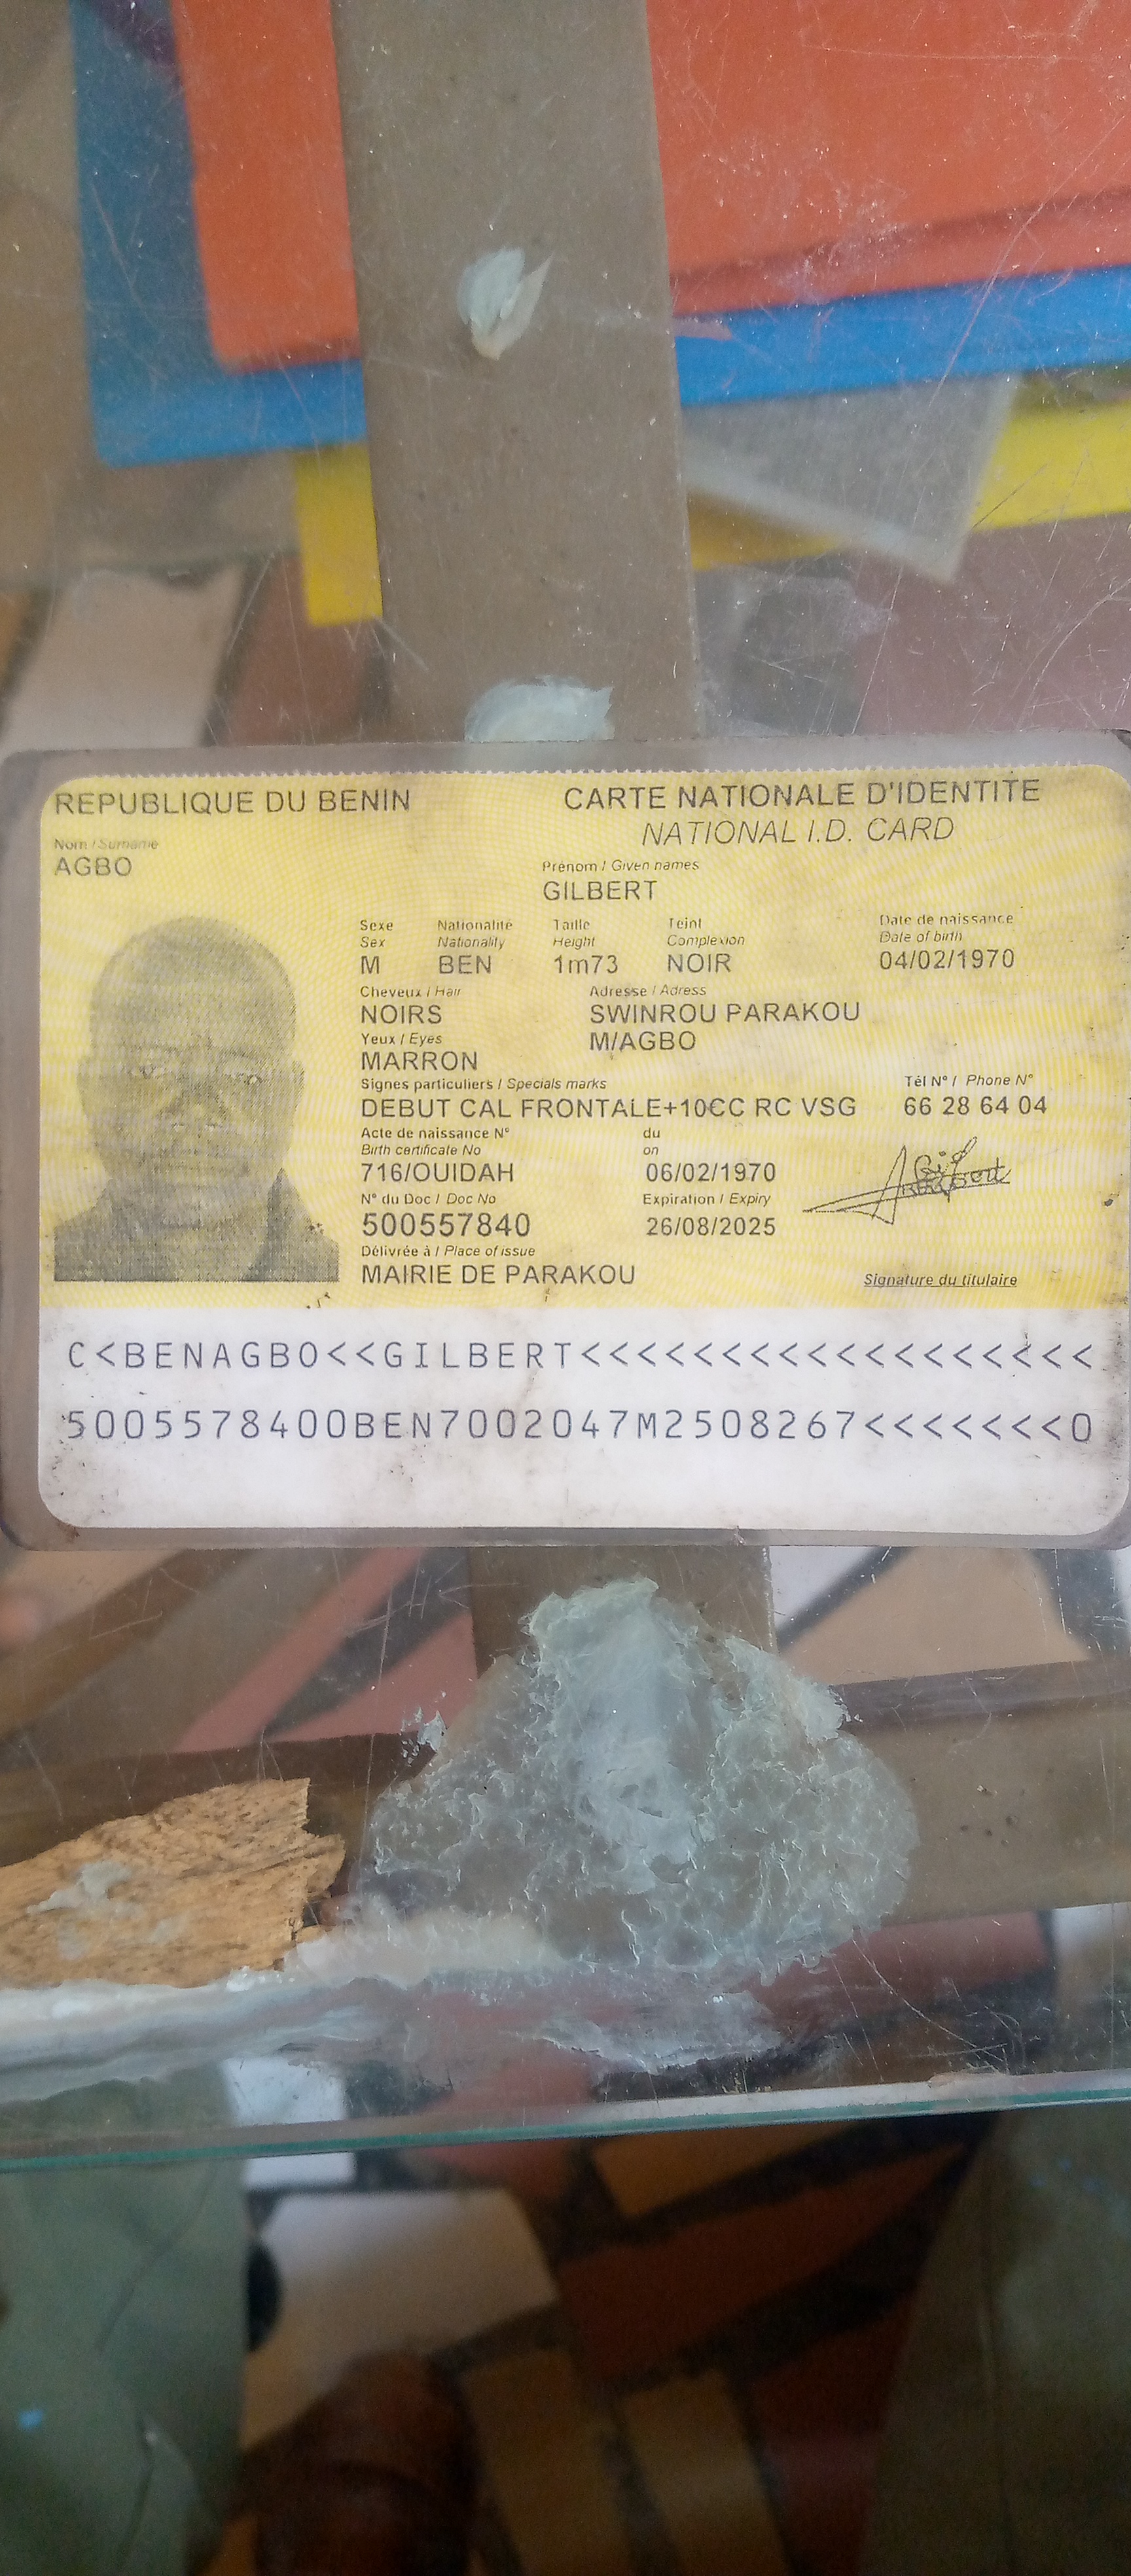 REPUBLIQUE DU BENIN
CARTE NATIONALE D'IDENTITE
NATIONAL I.D. CARD
Nom / Surname
AGBO
Prénom / Given names
GILBERT
Sexe Nationalité Taille Teint Date de naissance
Sex Nationality Height Complexion Date of birth
M BEN 1m73 NOIR 04/02/1970
Cheveux / Hair Adresse / Adress
NOIRS SWINROU PARAKOU
Yeux / Eyes M/AGBO
MARRON
Signes particuliers / Specials marks Tél N° / Phone N°
DEBUT CAL FRONTALE+10€C RC VSG 66 28 64 04
Acte de naissance N° du
Birth certificate No on
716/OUIDAH 06/02/1970
N° du Doc / Doc No Expiration / Expiry
500557840 26/08/2025
Délivrée à / Place of issue
MAIRIE DE PARAKOU
Signature du titulaire
C<BENAGBO<<GILBERT<<<<<<<<<<<<<<<<<<
5005578400BEN7002047M2508267<<<<<<<0